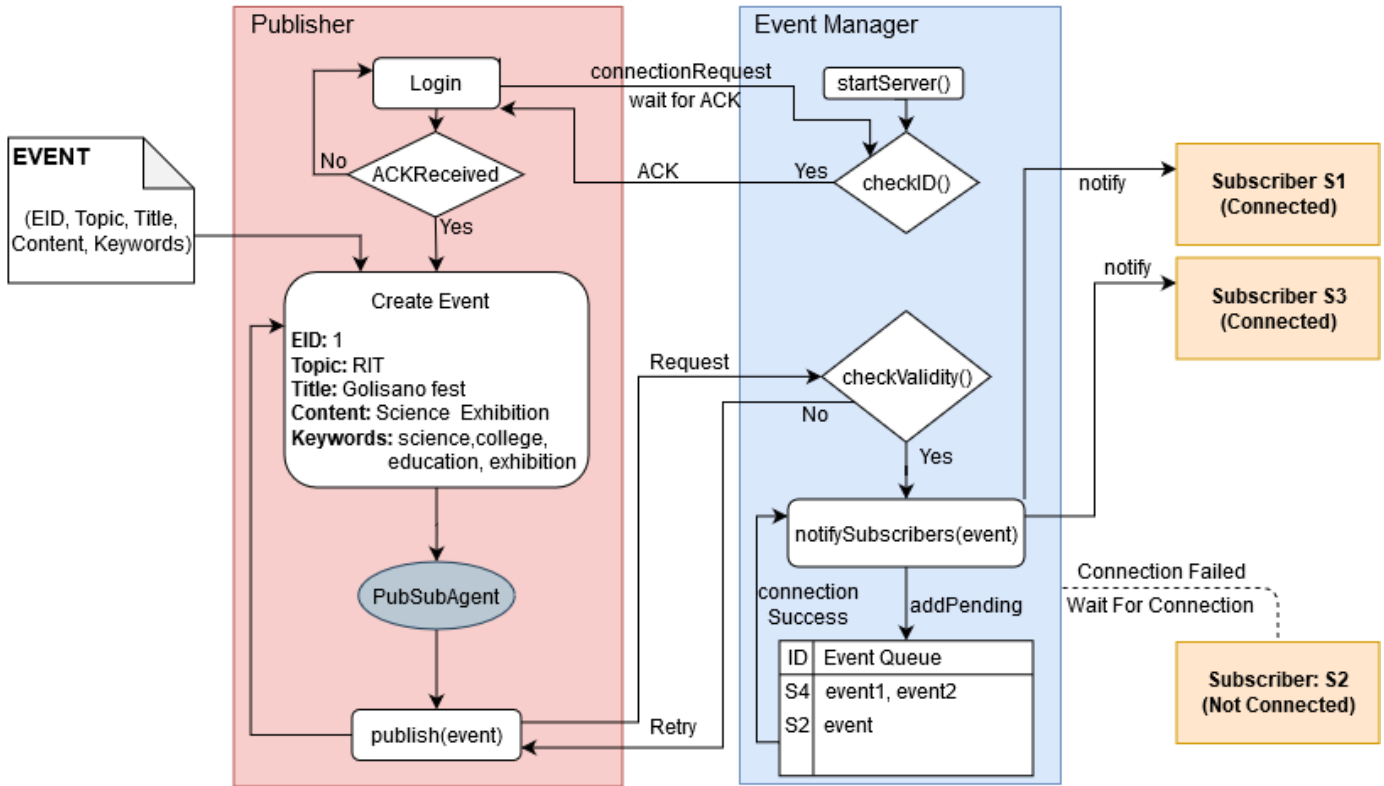 Publisher
Event Manager
Login
connectionRequest
wait for ACK
startServer()
EVENT
(EID, Topic, Title,
Content, Keywords)
No
ACKReceived
ACK
Yes
checkID()
notify
Subscriber S1
(Connected)
Yes
notify
Subscriber S3
(Connected)
Create Event
EID: 1
Topic: RIT
Title: Golisano fest
Content: Science Exhibition
Keywords: science,college,
education, exhibition
Request
checkValidity()
No
Yes
notifySubscribers(event)
PubSubAgent
connection
Success
addPending
Connection Failed
Wait For Connection
ID Event Queue
S4 event1, event2
S2 event
Subscriber: S2
(Not Connected)
publish(event)
Retry